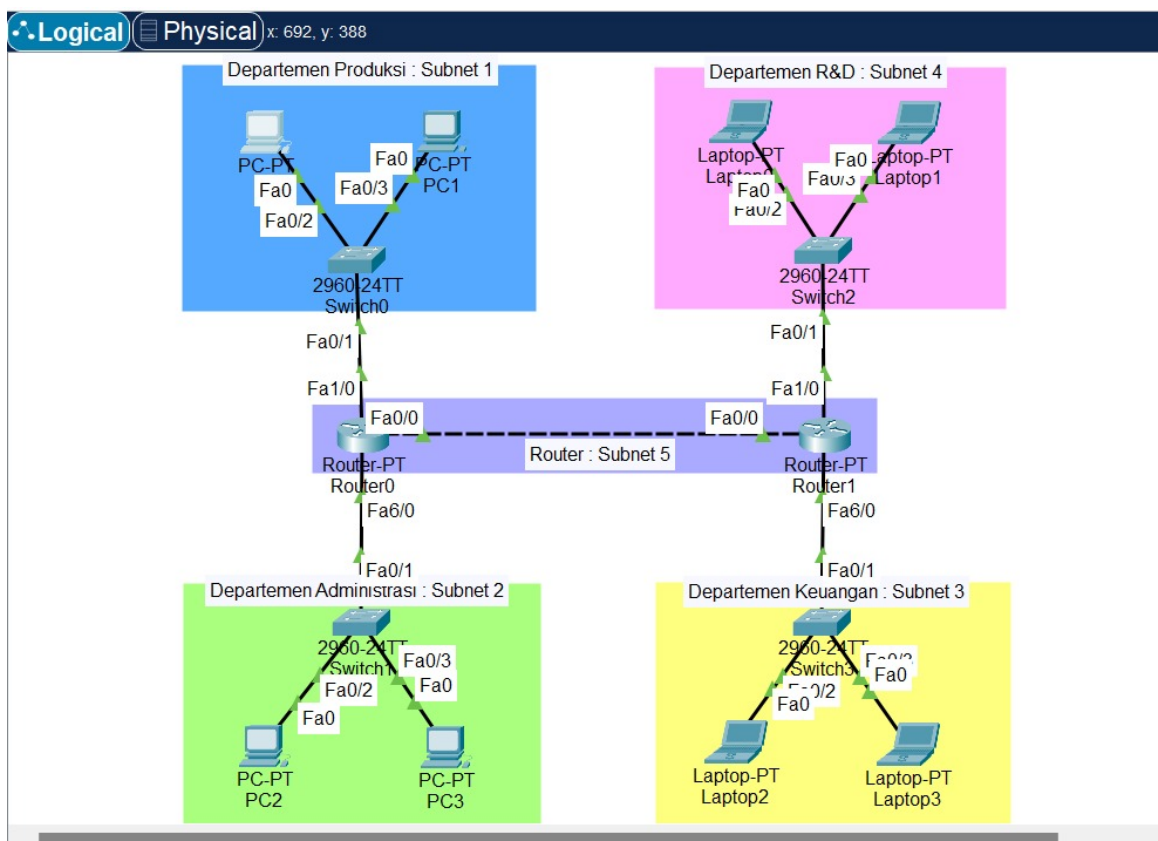 Logical Physical x: 692, y: 388
Departemen Produksi : Subnet 1
Departemen R&D : Subnet 4
PC-PT
Fa0
PC-PT
PC1
Fa0
Fa0/3
Fa0/2
Laptop-PT
Fa0
Laptop1
Fa0/3
Fa0
Fa0/2
2960-24TT
Switch0
2960-24TT
Switch2
Fa0/1
Fa0/1
Fa1/0
Fa1/0
Fa0/0
Fa0/0
Router : Subnet 5
Router-PT
Router0
Router-PT
Router1
Fa6/0
Fa6/0
Fa0/1
Fa0/1
Departemen Administrasi : Subnet 2
Departemen Keuangan : Subnet 3
2960-24TT
Switch1
Fa0/3
Fa0/2
Fa0
Fa0
2960-24TT
Switch3
Fa0
Fa0
PC-PT
PC2
PC-PT
PC3
Laptop-PT
Laptop2
Laptop-PT
Laptop3